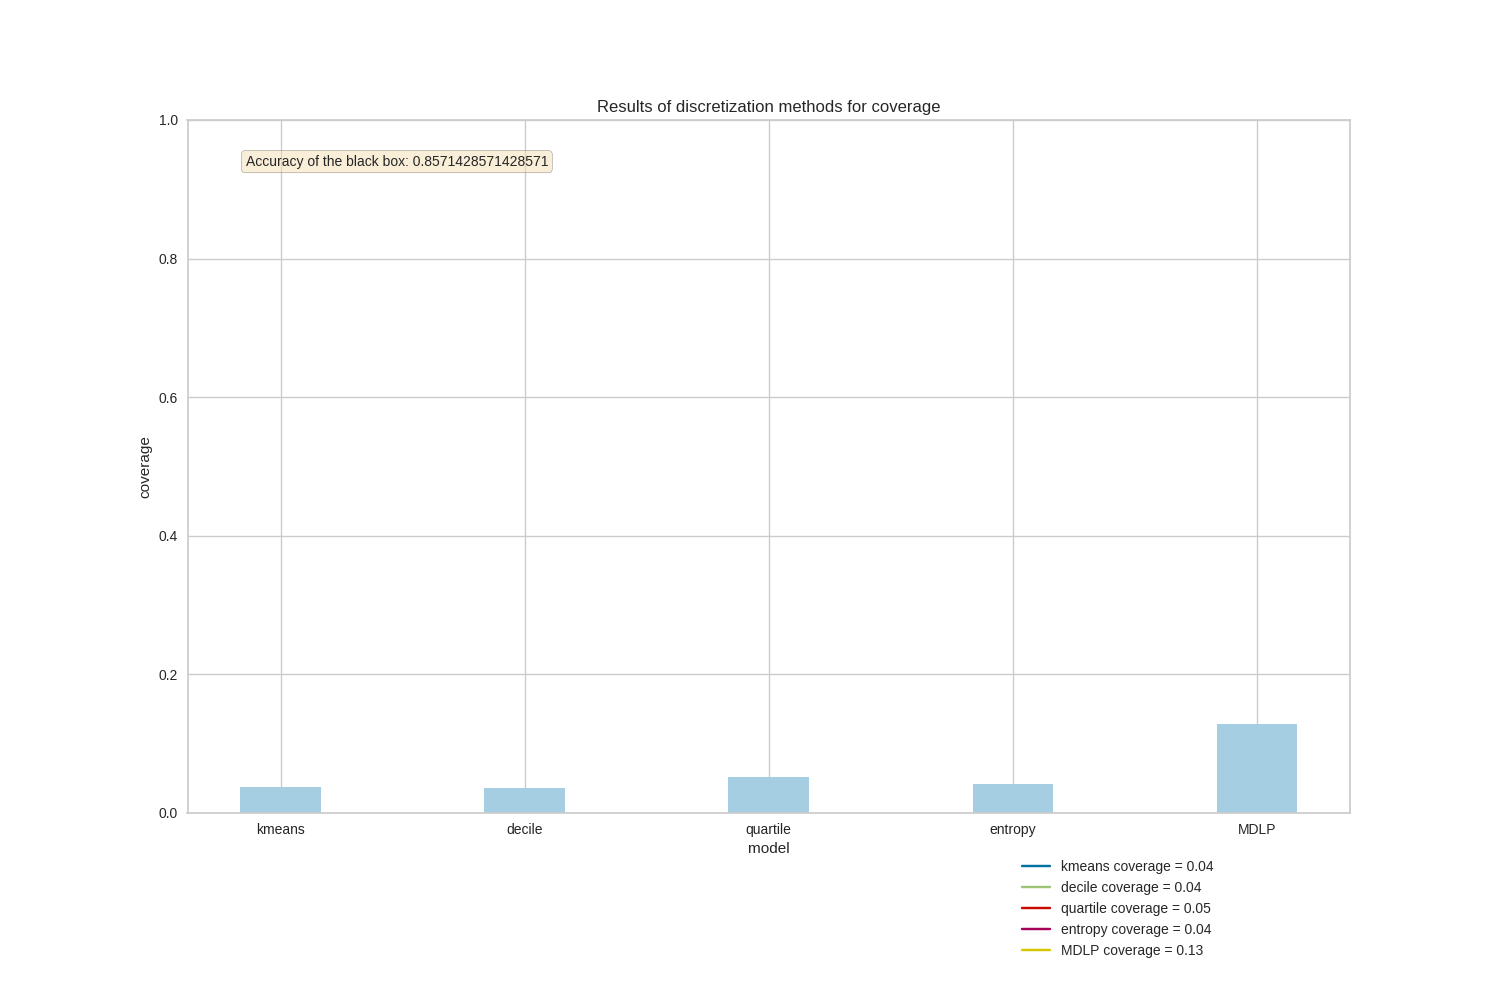 Results of discretization methods for coverage
1.0
Accuracy of the black box: 0.8571428571428571
0.8
0.6
coverage
0.4
0.2
0.0
kmeans decile quartile entropy MDLP
model
kmeans coverage = 0.04
decile coverage = 0.04
quartile coverage = 0.05
entropy coverage = 0.04
MDLP coverage = 0.13